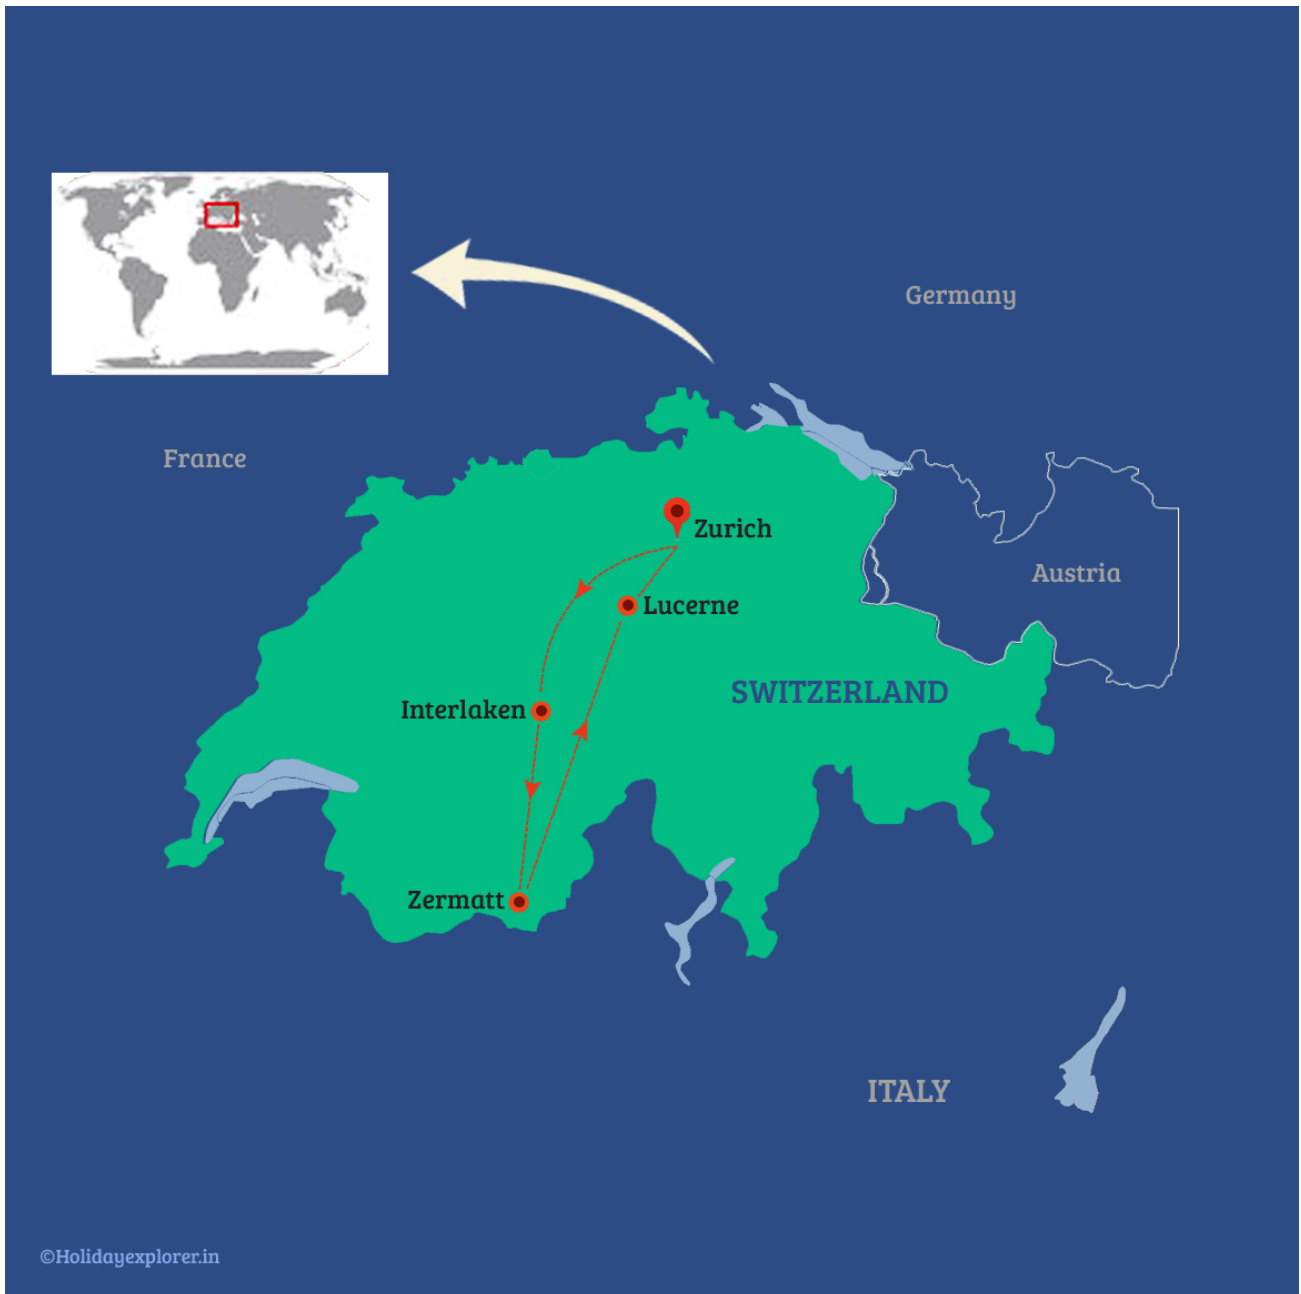 Germany
France
Zurich
Austria
Lucerne
SWITZERLAND
Interlaken
Zermatt
ITALY
©Holidayexplorer.in